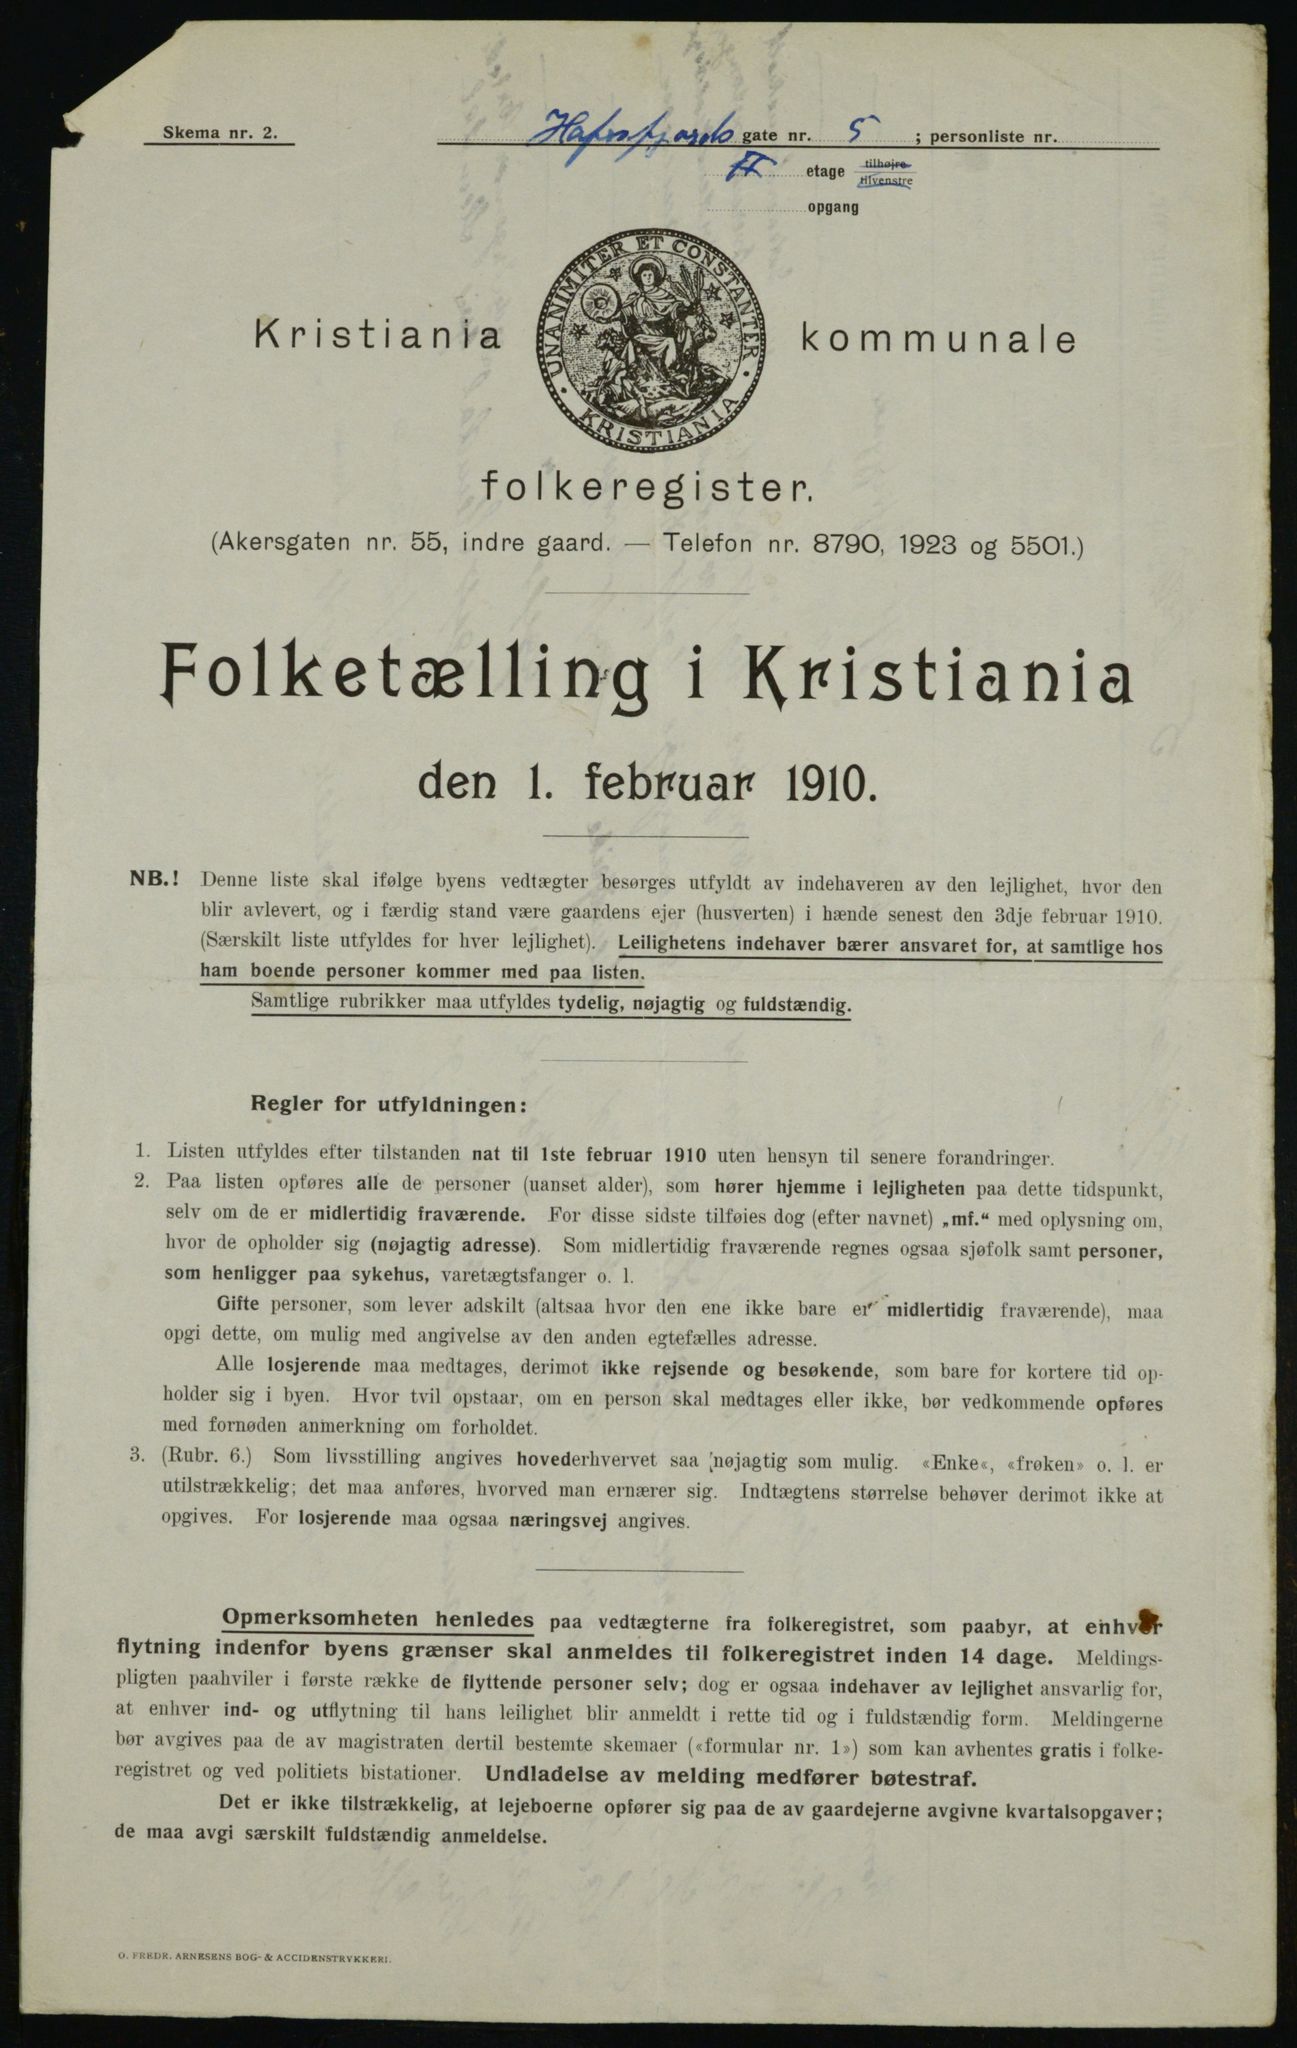 Skema nr. 2.
Hafrsfjords gate nr. 5 ; personliste nr.
II etage tilhøjre
tilvenstre
opgang
UNANIMITER ET CONSTANTER
KRISTIANIA
Kristiania kommunale
folkeregister.
(Akersgaten nr. 55, indre gaard. — Telefon nr. 8790, 1923 og 5501.)
Folketælling i Kristiania
den 1. februar 1910.
NB.! Denne liste skal ifølge byens vedtægter besørges utfyldt av indehaveren av den lejlighet, hvor den
blir avlevert, og i færdig stand være gaardens ejer (husverten) i hænde senest den 3dje februar 1910.
(Særskilt liste utfyldes for hver lejlighet). Leilighetens indehaver bærer ansvaret for, at samtlige hos
ham boende personer kommer med paa listen.
Samtlige rubrikker maa utfyldes tydelig, nøjagtig og fuldstændig.
Regler for utfyldningen:
1. Listen utfyldes efter tilstanden nat til 1ste februar 1910 uten hensyn til senere forandringer.
2. Paa listen opføres alle de personer (uanset alder), som hører hjemme i lejligheten paa dette tidspunkt,
selv om de er midlertidig fraværende. For disse sidste tilføies dog (efter navnet) „mf.“ med oplysning om,
hvor de opholder sig (nøjagtig adresse). Som midlertidig fraværende regnes ogsaa sjøfolk samt personer,
som henligger paa sykehus, varetægtsfanger o. l.
Gifte personer, som lever adskilt (altsaa hvor den ene ikke bare er midlertidig fraværende), maa
opgi dette, om mulig med angivelse av den anden egtefælles adresse.
Alle losjerende maa medtages, derimot ikke rejsende og besøkende, som bare for kortere tid op-
holder sig i byen. Hvor tvil opstaar, om en person skal medtages eller ikke, bør vedkommende opføres
med fornøden anmerkning om forholdet.
3. (Rubr. 6.) Som livsstilling angives hovederhvervet saa nøjagtig som mulig. «Enke«, «frøken» o. l. er
utilstrækkelig; det maa anføres, hvorved man ernærer sig. Indtægtens størrelse behøver derimot ikke at
opgives. For losjerende maa ogsaa næringsvej angives.
Opmerksomheten henledes paa vedtægterne fra folkeregistret, som paabyr, at enhver
flytning indenfor byens grænser skal anmeldes til folkeregistret inden 14 dage. Meldings-
pligten paahviler i første række de flyttende personer selv; dog er ogsaa indehaver av lejlighet ansvarlig for,
at enhver ind- og utflytning til hans leilighet blir anmeldt i rette tid og i fuldstændig form. Meldingerne
bør avgives paa de av magistraten dertil bestemte skemaer («formular nr. 1») som kan avhentes gratis i folke-
registret og ved politiets bistationer. Undladelse av melding medfører bøtestraf.
Det er ikke tilstrækkelig, at lejeboerne opfører sig paa de av gaardejerne avgivne kvartalsopgaver;
de maa avgi særskilt fuldstændig anmeldelse.
O. FREDR. ARNESENS BOG- & ACCIDENSTRYKKERI.